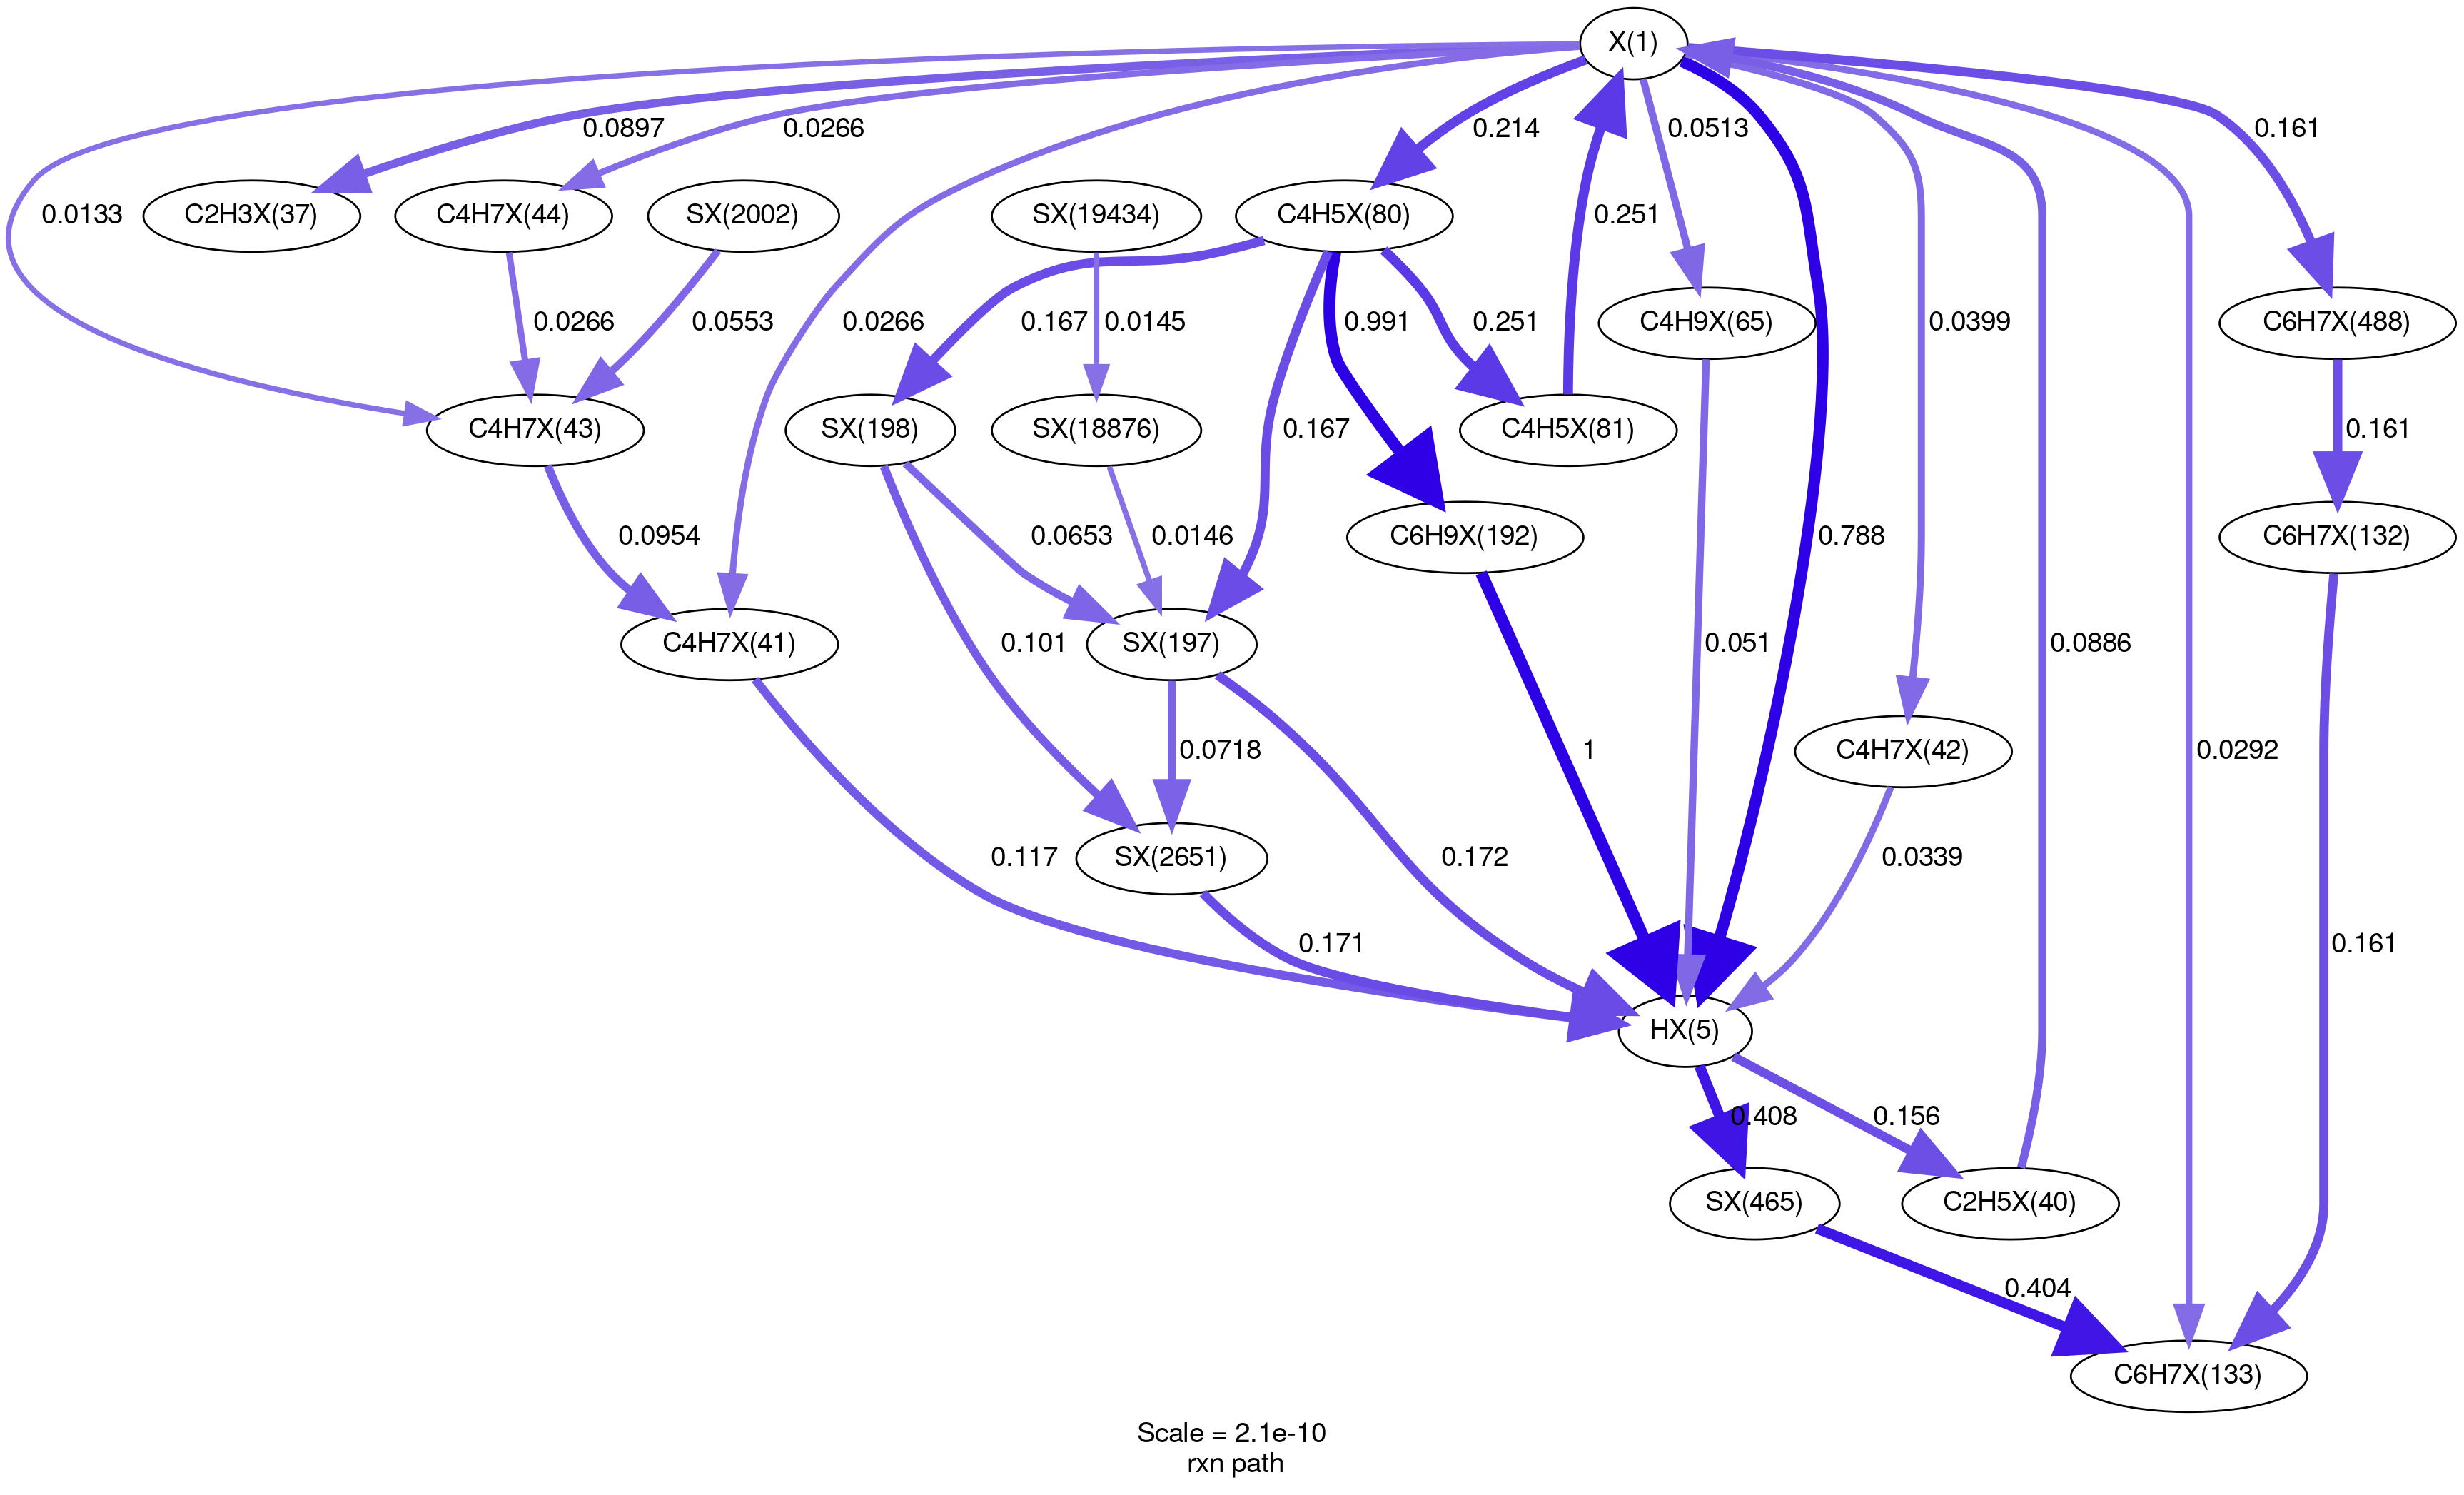 X(1)
0.0897
0.0266
0.214
0.0513
0.161
0.0133
C2H3X(37)
C4H7X(44)
SX(2002)
SX(19434)
C4H5X(80)
0.251
0.0266
0.0553
0.0266
0.167
0.0145
0.991
0.251
C4H9X(65)
0.0399
C6H7X(488)
C4H7X(43)
SX(198)
SX(18876)
0.167
C4H5X(81)
0.161
0.0954
0.0653
0.0146
C6H9X(192)
0.788
C6H7X(132)
C4H7X(41)
0.101
SX(197)
0.051
0.0886
0.0718
1
C4H7X(42)
0.0292
0.117
SX(2651)
0.172
0.0339
0.171
0.161
HX(5)
0.408
0.156
SX(465)
C2H5X(40)
0.404
C6H7X(133)
Scale = 2.1e-10
rxn path